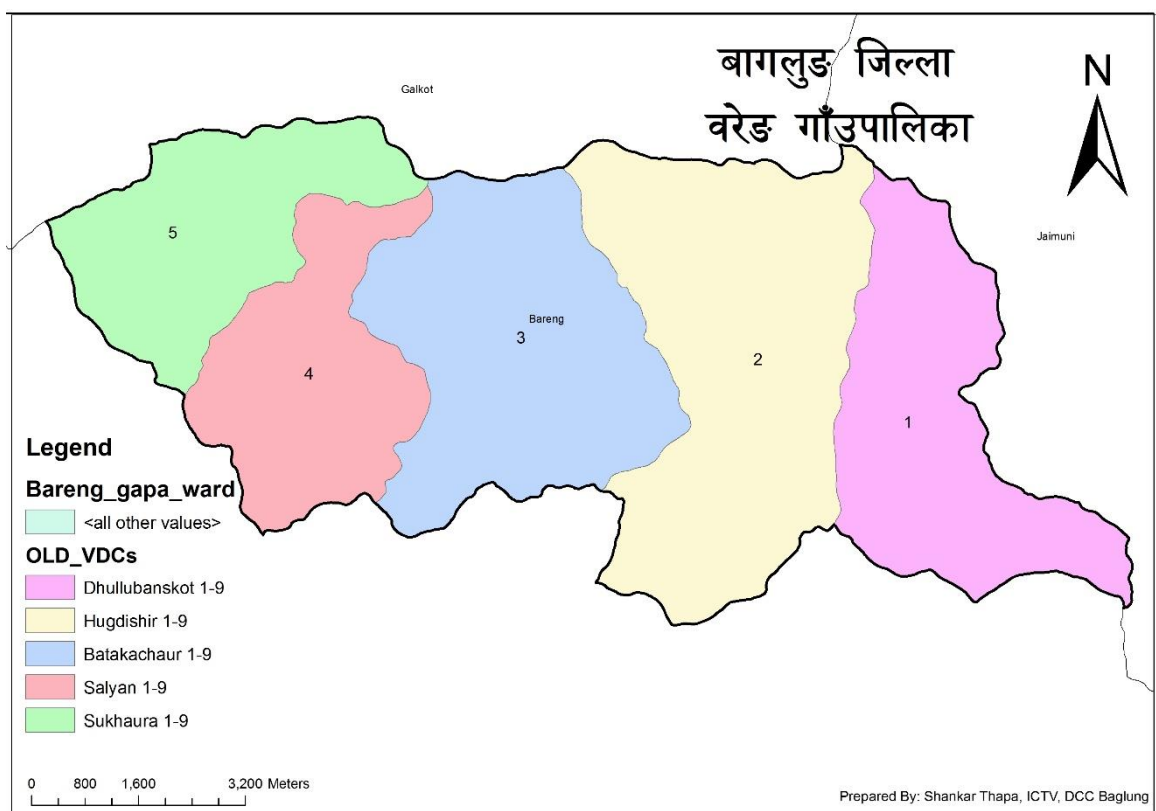 बागलुङ जिल्ला
वरेङ गाँउपालिका
N
Galkot
Jaimuni
5
Bareng
3
4
2
1
Legend
Bareng_gapa_ward
<all other values>
OLD_VDCs
Dhullubanskot 1-9
Hugdishir 1-9
Batakachaur 1-9
Salyan 1-9
Sukhaura 1-9
0 800 1,600 3,200 Meters
Prepared By: Shankar Thapa, ICTV, DCC Baglung